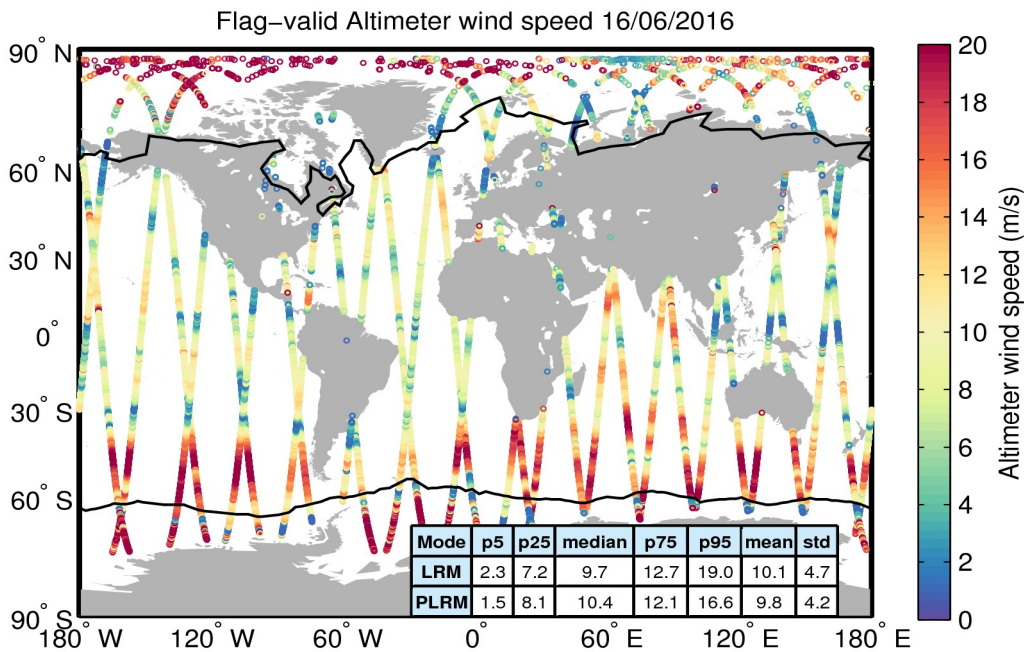 Flag−valid Altimeter wind speed 16/06/2016
90° N
60° N
30° N
0°
30° S
60° S
90° S
180° W
120° W
60° W
0°
60° E
120° E
180° E
Mode p5 p25 median p75 p95 mean std
LRM 2.3 7.2 9.7 12.7 19.0 10.1 4.7
PLRM 1.5 8.1 10.4 12.1 16.6 9.8 4.2
20
18
16
14
12
10
8
6
4
2
0
Altimeter wind speed (m/s)